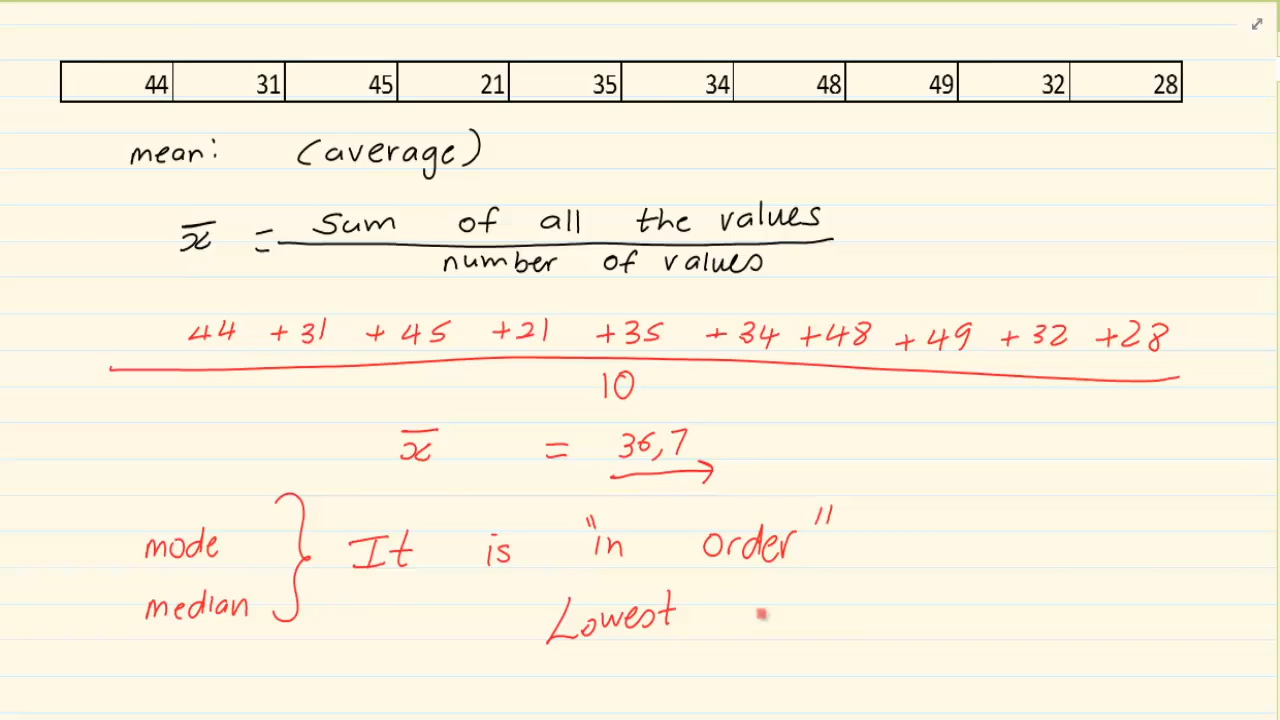 44 31 45 21 35 34 48 49 32 28
mean: (average)
x̄ = sum of all the values
number of values
44 + 31 + 45 + 21 + 35 + 34 + 48 + 49 + 32 + 28
10
x̄ = 36,7
mode
median
It is "in order"
Lowest